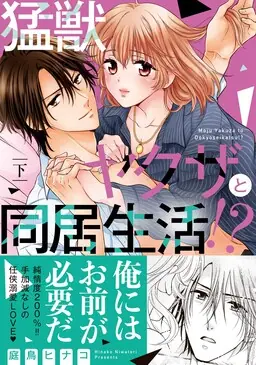 猛獣
ヤクザと
同居生活!?
Moju Yakuza to
Dokyoseikatsu!?
下
俺には
お前が
必要だ
純情度200%!!
手加減なしの
任侠溺愛LOVE♥
庭鳥ヒナコ
Hinako Niwatori
Presents